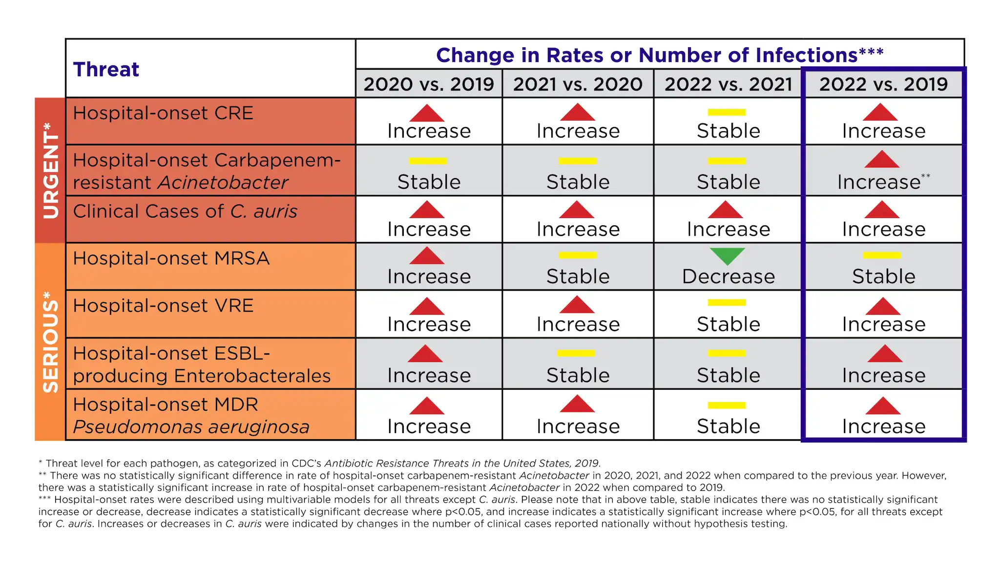 Threat
Change in Rates or Number of Infections***
2020 vs. 2019
2021 vs. 2020
2022 vs. 2021
2022 vs. 2019
URGENT*
Hospital-onset CRE
Increase
Increase
Stable
Increase
Hospital-onset Carbapenem-
resistant Acinetobacter
Stable
Stable
Stable
Increase**
Clinical Cases of C. auris
Increase
Increase
Increase
Increase
SERIOUS*
Hospital-onset MRSA
Increase
Stable
Decrease
Stable
Hospital-onset VRE
Increase
Increase
Stable
Increase
Hospital-onset ESBL-
producing Enterobacterales
Increase
Stable
Stable
Increase
Hospital-onset MDR
Pseudomonas aeruginosa
Increase
Increase
Stable
Increase
* Threat level for each pathogen, as categorized in CDC’s Antibiotic Resistance Threats in the United States, 2019.
** There was no statistically significant difference in rate of hospital-onset carbapenem-resistant Acinetobacter in 2020, 2021, and 2022 when compared to the previous year. However,
there was a statistically significant increase in rate of hospital-onset carbapenem-resistant Acinetobacter in 2022 when compared to 2019.
*** Hospital-onset rates were described using multivariable models for all threats except C. auris. Please note that in above table, stable indicates there was no statistically significant
increase or decrease, decrease indicates a statistically significant decrease where p<0.05, and increase indicates a statistically significant increase where p<0.05, for all threats except
for C. auris. Increases or decreases in C. auris were indicated by changes in the number of clinical cases reported nationally without hypothesis testing.